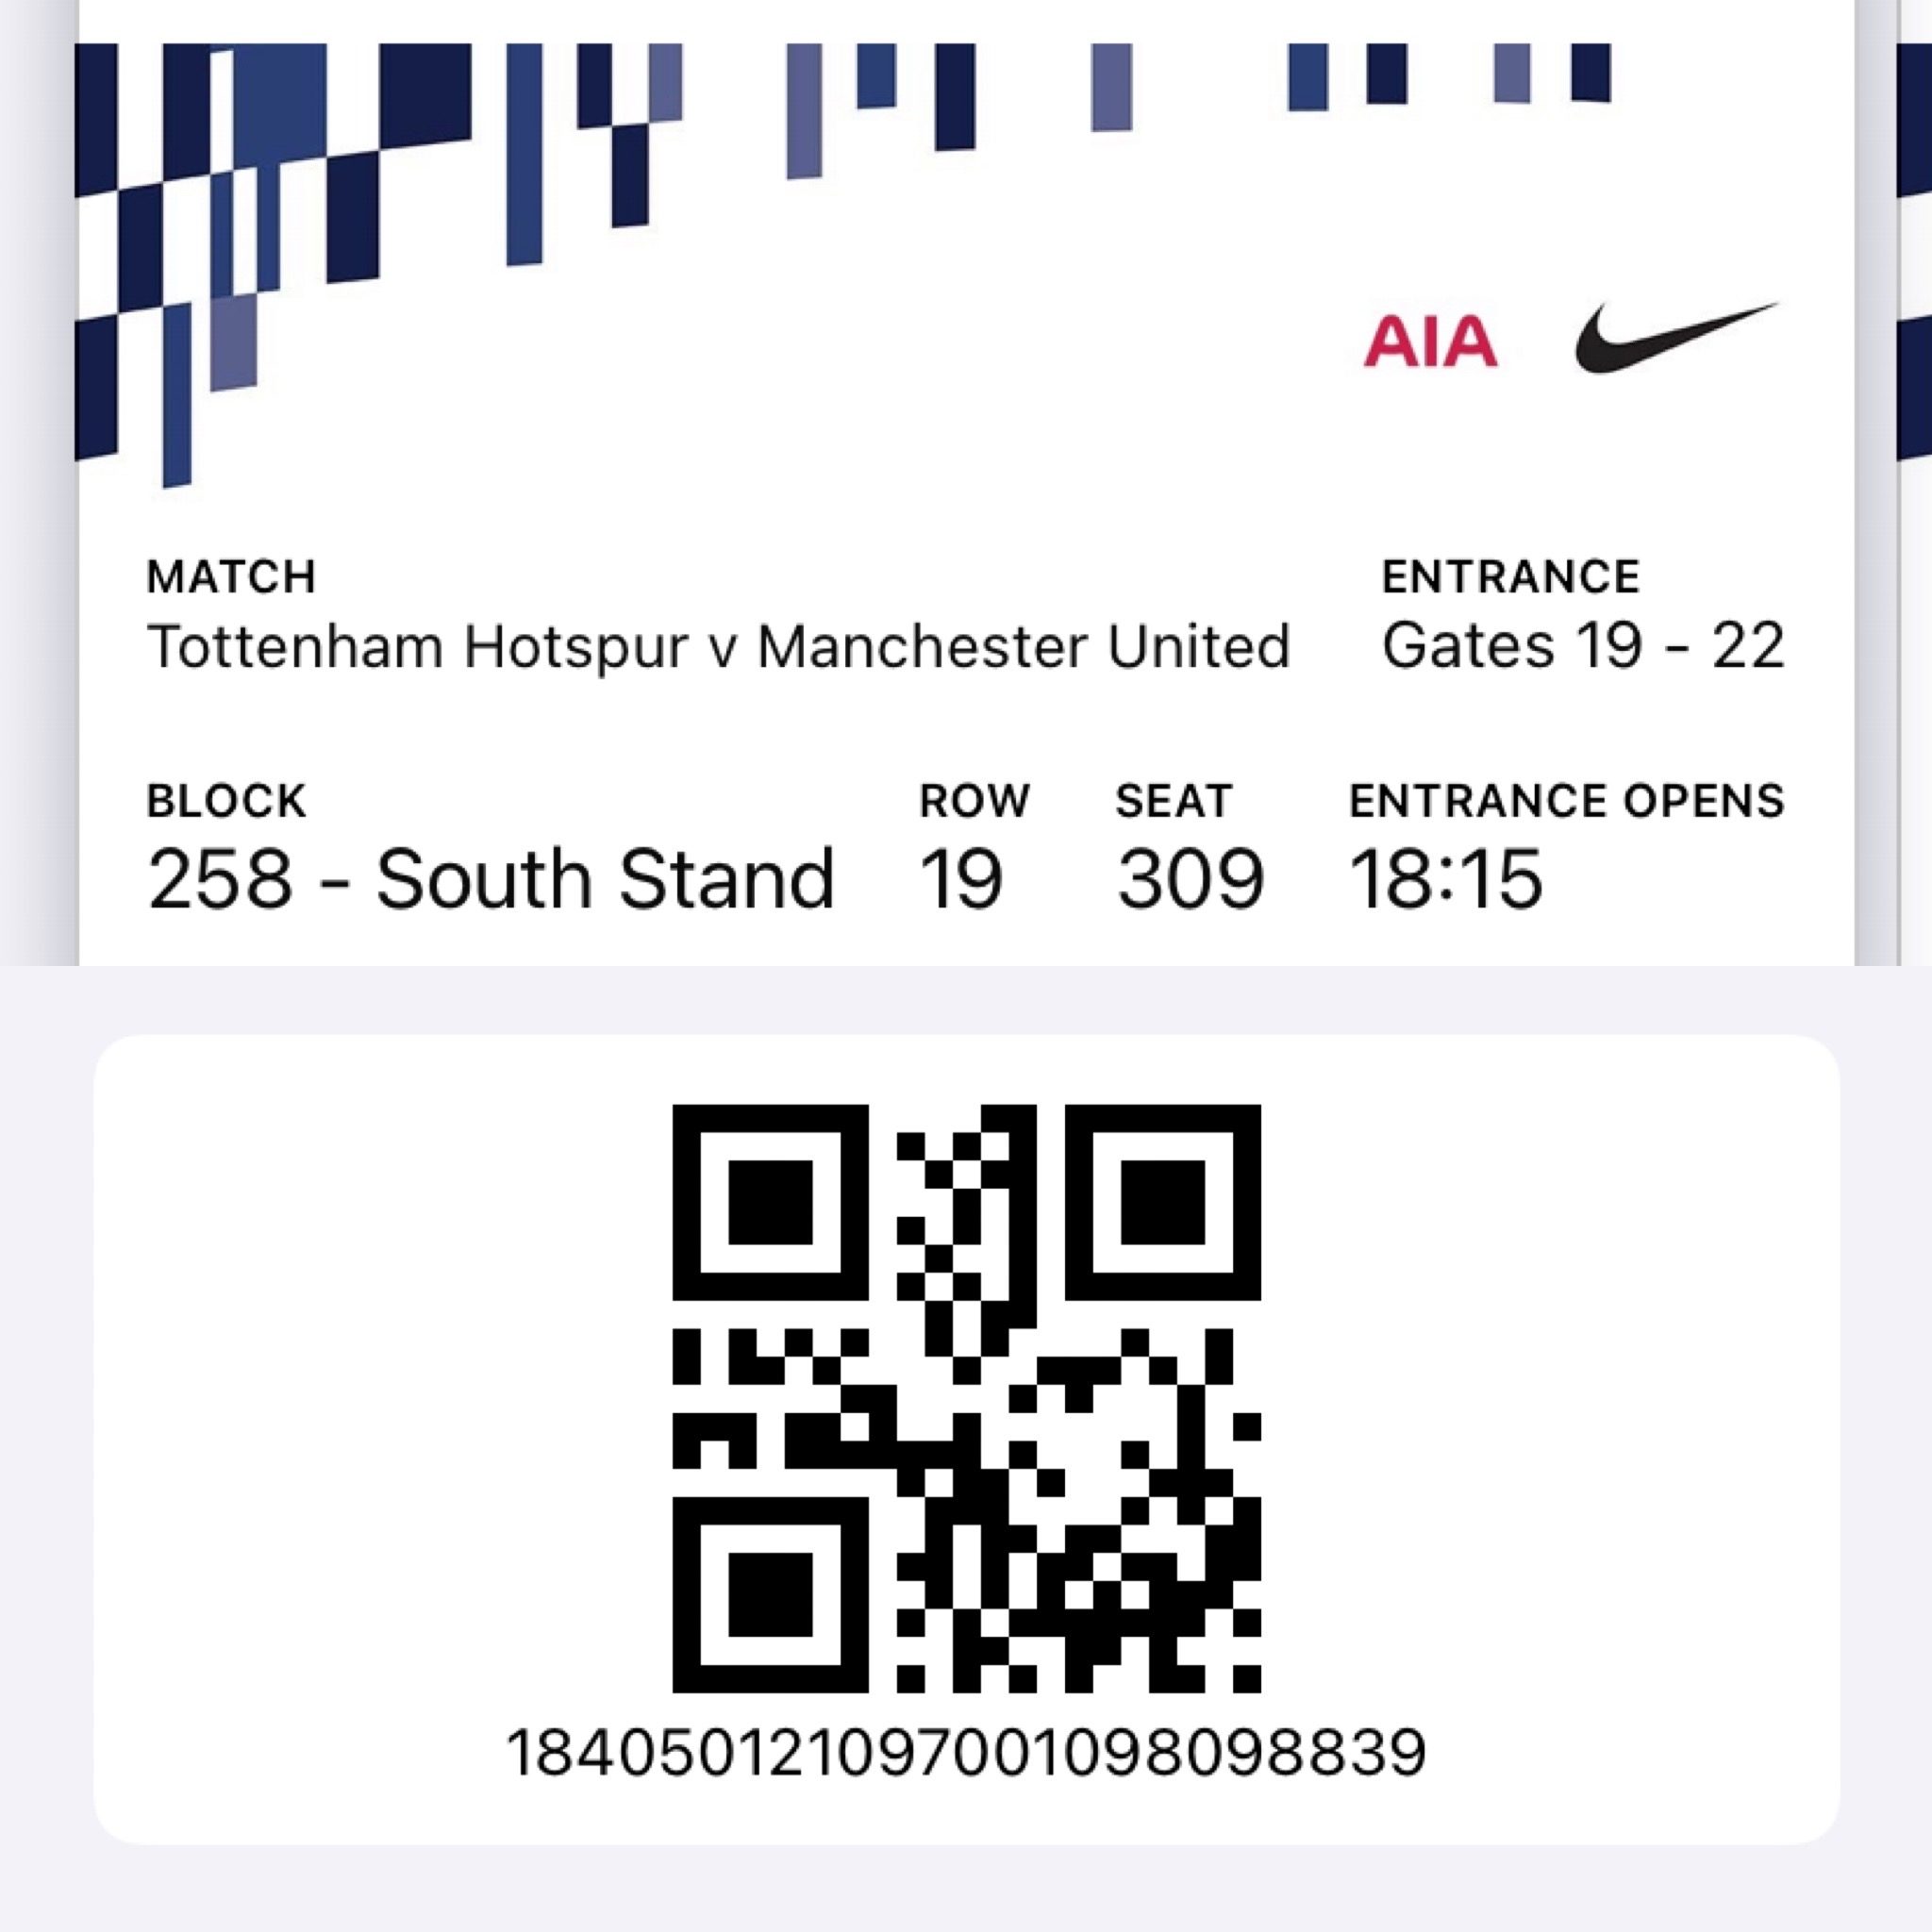 AIA
MATCH ENTRANCE
Tottenham Hotspur v Manchester United Gates 19 - 22
BLOCK ROW SEAT ENTRANCE OPENS
258 - South Stand 19 309 18:15
184050121097001098098839